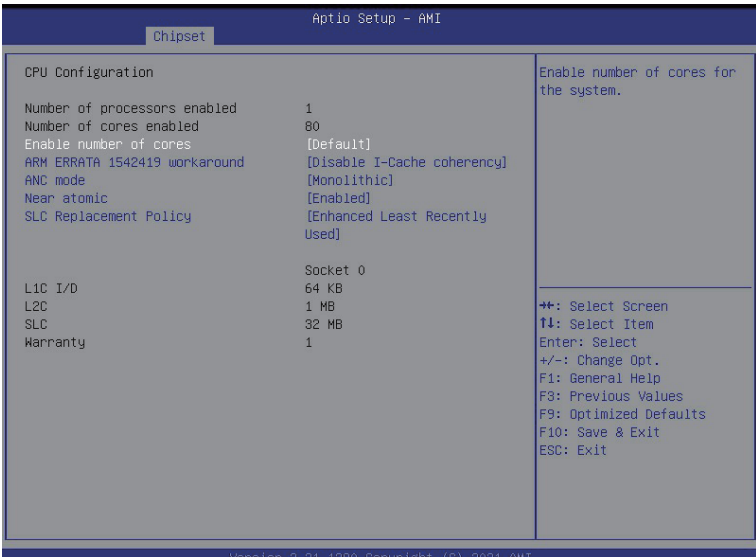 Aptio Setup - AMI
Chipset
CPU Configuration
Number of processors enabled 1
Number of cores enabled 80
Enable number of cores [Default]
ARM ERRATA 1542419 workaround [Disable I-Cache coherency]
ANC mode [Monolithic]
Near atomic [Enabled]
SLC Replacement Policy [Enhanced Least Recently
Used]
Socket 0
L1C I/D 64 KB
L2C 1 MB
SLC 32 MB
Warranty 1
Enable number of cores for
the system.
→←: Select Screen
↑↓: Select Item
Enter: Select
+/-: Change Opt.
F1: General Help
F3: Previous Values
F9: Optimized Defaults
F10: Save & Exit
ESC: Exit
Version Copyright (C) 2021 AMI